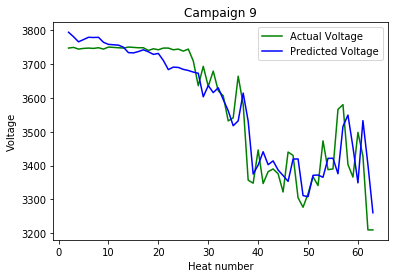 Campaign 9
Actual Voltage
Predicted Voltage
Voltage
3800
3700
3600
3500
3400
3300
3200
0 10 20 30 40 50 60
Heat number